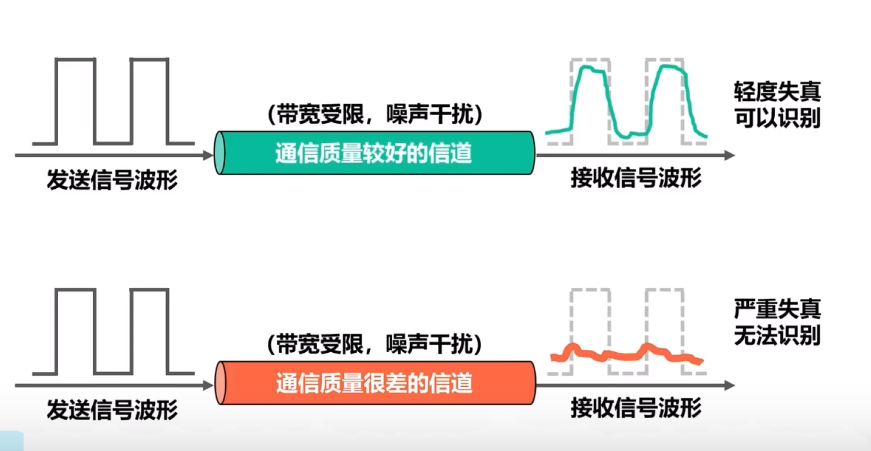 (带宽受限，噪声干扰)
通信质量较好的信道
发送信号波形
接收信号波形
轻度失真
可以识别
(带宽受限，噪声干扰)
通信质量很差的信道
发送信号波形
接收信号波形
严重失真
无法识别